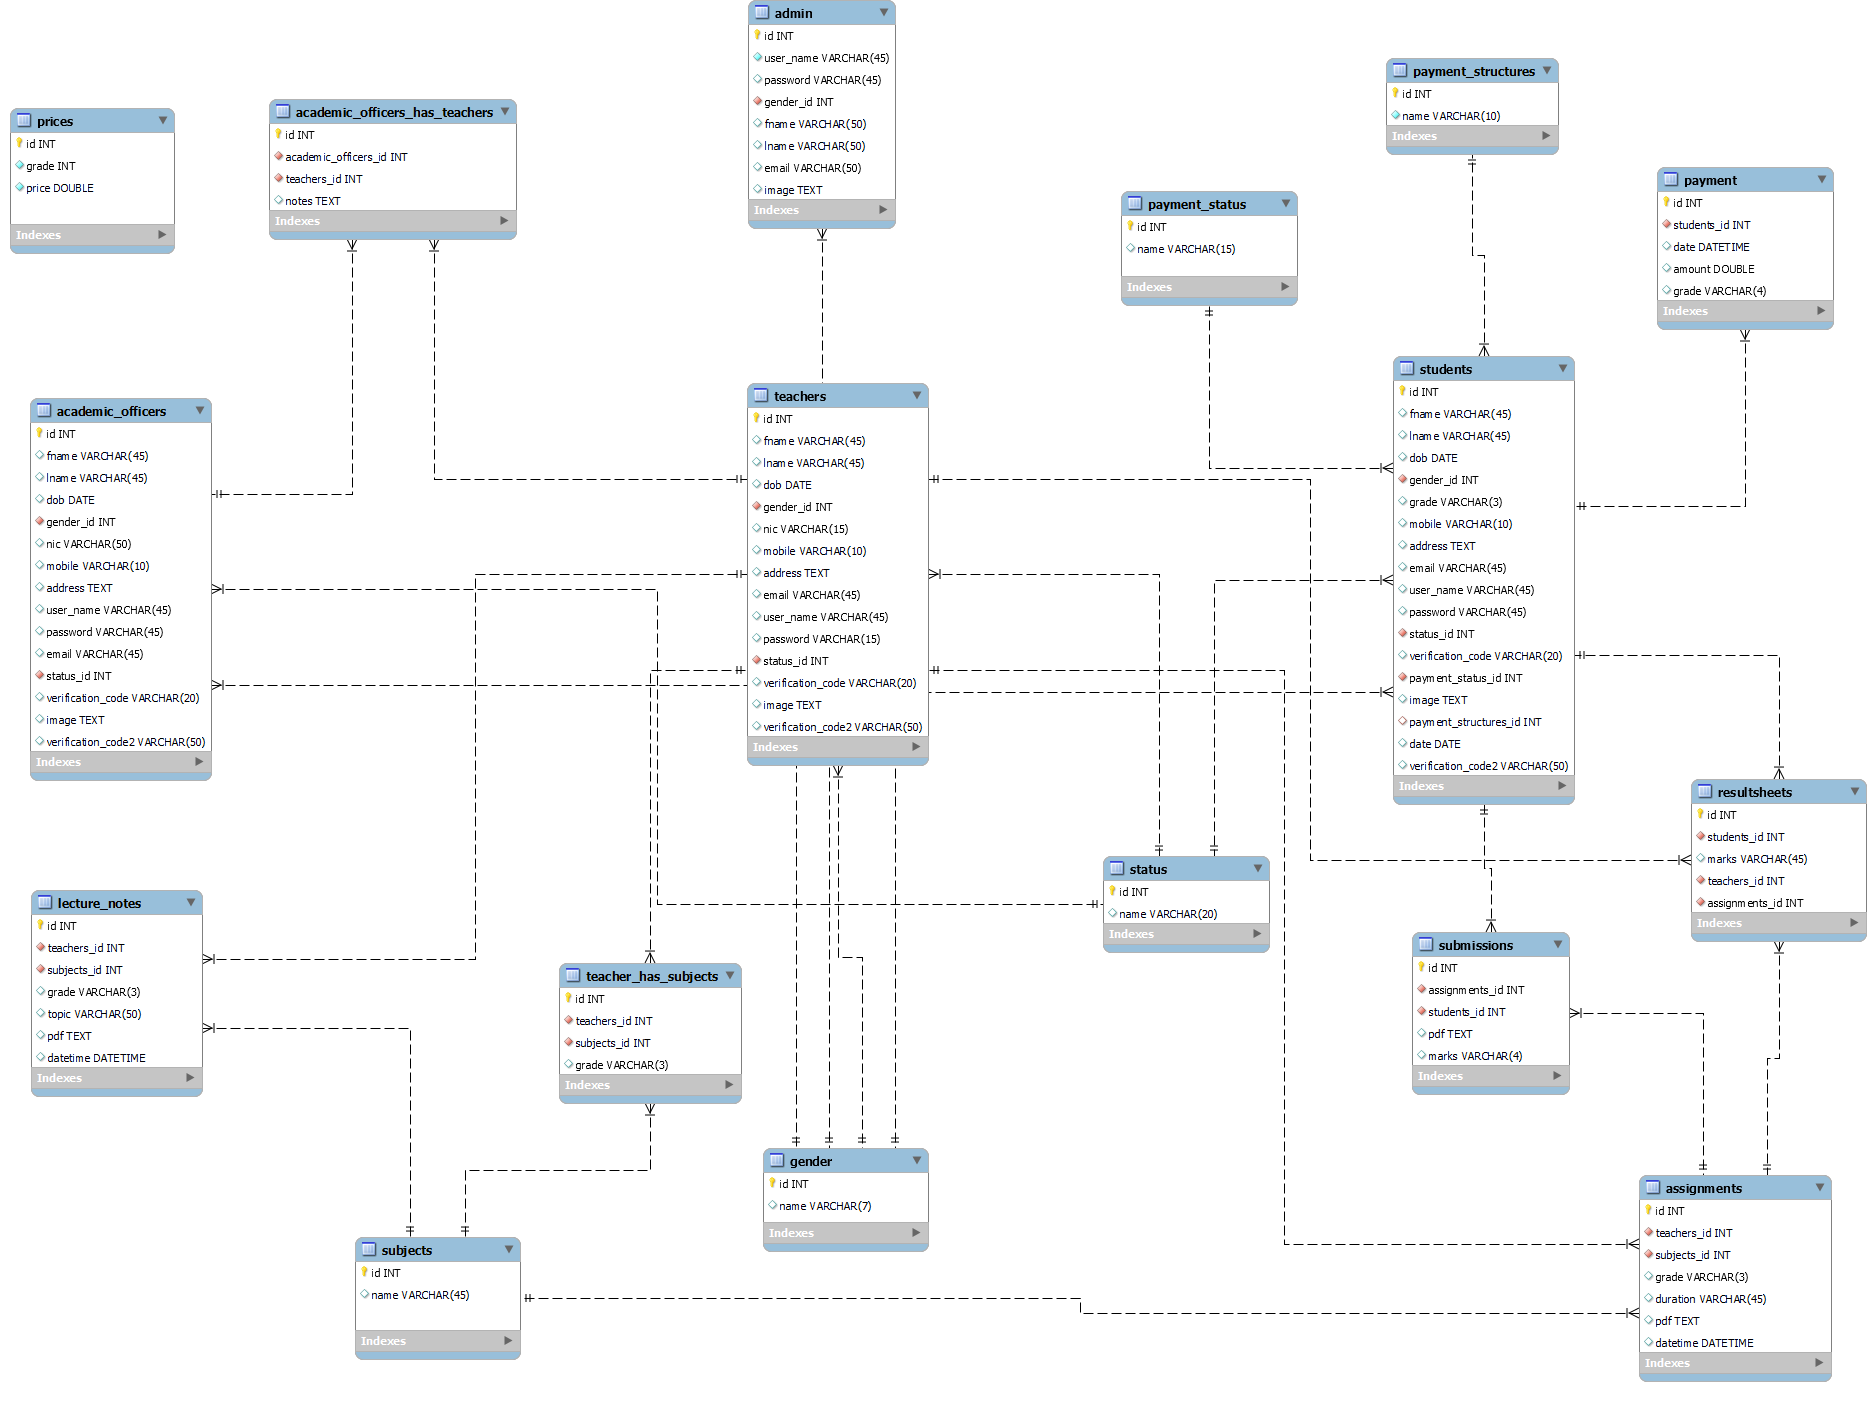 admin
id INT
user_name VARCHAR(45)
password VARCHAR(45)
gender_id INT
fname VARCHAR(50)
lname VARCHAR(50)
email VARCHAR(50)
image TEXT
Indexes
payment_structures
id INT
name VARCHAR(10)
Indexes
prices
id INT
grade INT
price DOUBLE
Indexes
academic_officers_has_teachers
id INT
academic_officers_id INT
teachers_id INT
notes TEXT
Indexes
payment_status
id INT
name VARCHAR(15)
Indexes
payment
id INT
students_id INT
date DATETIME
amount DOUBLE
grade VARCHAR(4)
Indexes
academic_officers
id INT
fname VARCHAR(45)
lname VARCHAR(45)
dob DATE
gender_id INT
nic VARCHAR(50)
mobile VARCHAR(10)
address TEXT
user_name VARCHAR(45)
password VARCHAR(45)
email VARCHAR(45)
status_id INT
verification_code VARCHAR(20)
image TEXT
verification_code2 VARCHAR(50)
Indexes
teachers
id INT
fname VARCHAR(45)
lname VARCHAR(45)
dob DATE
gender_id INT
nic VARCHAR(15)
mobile VARCHAR(10)
address TEXT
email VARCHAR(45)
user_name VARCHAR(45)
password VARCHAR(15)
status_id INT
verification_code VARCHAR(20)
image TEXT
verification_code2 VARCHAR(50)
Indexes
students
id INT
fname VARCHAR(45)
lname VARCHAR(45)
dob DATE
gender_id INT
grade VARCHAR(3)
mobile VARCHAR(10)
address TEXT
email VARCHAR(45)
user_name VARCHAR(45)
password VARCHAR(45)
status_id INT
verification_code VARCHAR(20)
payment_status_id INT
image TEXT
payment_structures_id INT
date DATE
verification_code2 VARCHAR(50)
Indexes
resultsheets
id INT
students_id INT
marks VARCHAR(45)
teachers_id INT
assignments_id INT
Indexes
status
id INT
name VARCHAR(20)
Indexes
lecture_notes
id INT
teachers_id INT
subjects_id INT
grade VARCHAR(3)
topic VARCHAR(50)
pdf TEXT
datetime DATETIME
Indexes
teacher_has_subjects
id INT
teachers_id INT
subjects_id INT
grade VARCHAR(3)
Indexes
submissions
id INT
assignments_id INT
students_id INT
pdf TEXT
marks VARCHAR(4)
Indexes
gender
id INT
name VARCHAR(7)
Indexes
subjects
id INT
name VARCHAR(45)
Indexes
assignments
id INT
teachers_id INT
subjects_id INT
grade VARCHAR(3)
duration VARCHAR(45)
pdf TEXT
datetime DATETIME
Indexes